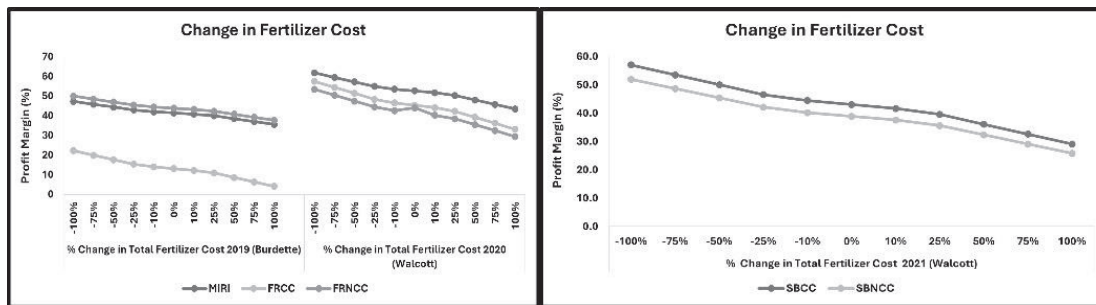 Change in Fertilizer Cost
70
60
50
40
30
20
10
0
Profit Margin (%)
-100% -75% -50% -25% -10% 0% 10% 25% 50% 75% 100% -100% -75% -50% -25% -10% 0% 10% 25% 50% 75% 100%
% Change in Total Fertilizer Cost 2019 (Burdette) % Change in Total Fertilizer Cost 2020
(Walcott)
MIRI FRCC FRNCC
Change in Fertilizer Cost
60.0
50.0
40.0
30.0
20.0
10.0
0.0
Profit Margin (%)
-100% -75% -50% -25% -10% 0% 10% 25% 50% 75% 100%
% Change in Total Fertilizer Cost 2021 (Walcott)
SBCC SBNCC